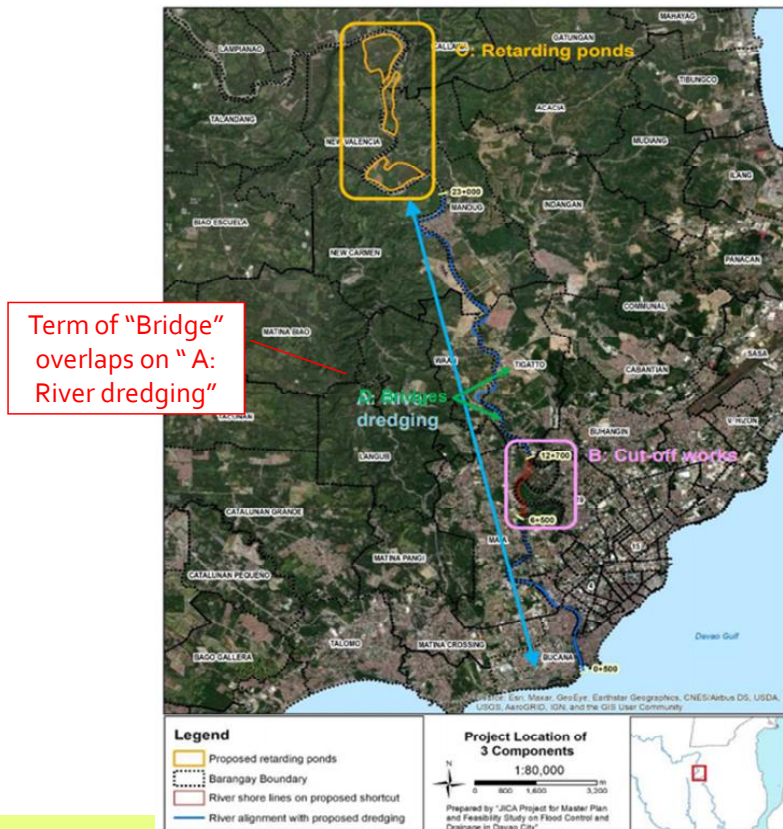 MAHAYAG
LAMPIANAO
CALLAWA
GATUNGAN
C: Retarding ponds
TIBUNGCO
TALANDANG
ACACIA
NEW VALENCIA
MUDIANG
ILANG
23+000
MANDUG
INDANGAN
BIAO ESCUELA
NEW CARMEN
PANACAN
COMMUNAL
Term of “Bridge”
overlaps on “ A:
River dredging”
MATINA BIAO
SASA
WAAN
TIGATTO
CABANTIAN
Bridges
dredging
TACUNAN
BUHANGIN
V. HIZON
LANGUB
12+700
B: Cut-off works
CATALUNAN GRANDE
6+500
MAA
MATINA PANGI
CATALUNAN PEQUENO
Davao Gulf
TALOMO
MATINA CROSSING
BAGO GALLERA
BUCANA
0+500
Source: Esri, Maxar, GeoEye, Earthstar Geographics, CNES/Airbus DS, USDA,
USGS, AeroGRID, IGN, and the GIS User Community
Legend
Proposed retarding ponds
Barangay Boundary
River shore lines on proposed shortcut
River alignment with proposed dredging
Project Location of
3 Components
N
1:80,000
0 800 1,600 3,200
Prepared by "JICA Project for Master Plan
and Feasibility Study on Flood Control and
Drainage in Davao City"